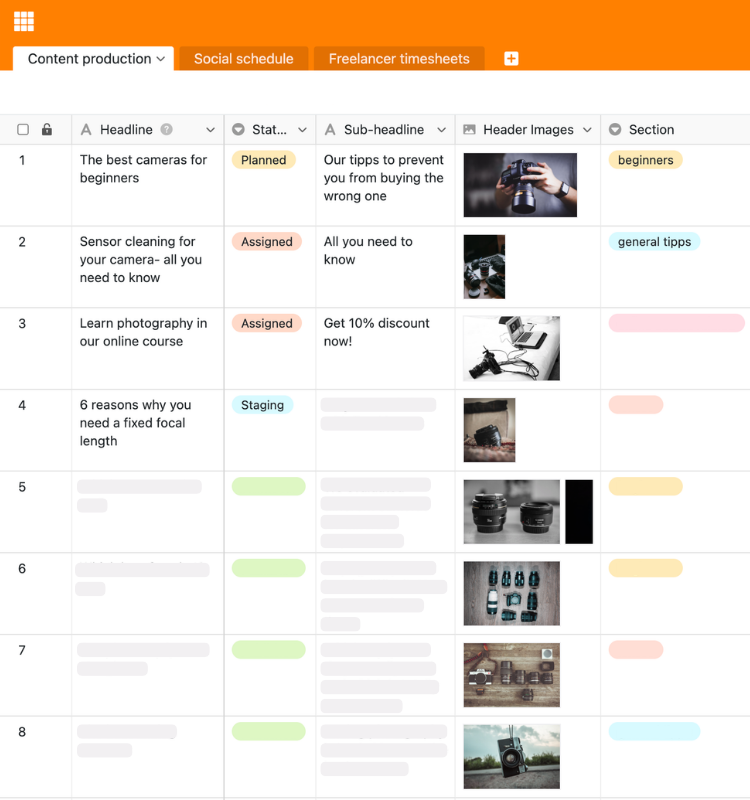 Content production
Social schedule
Freelancer timesheets
Headline
Stat...
Sub-headline
Header Images
Section
1
The best cameras for
beginners
Planned
Our tipps to prevent
you from buying the
wrong one
beginners
2
Sensor cleaning for
your camera- all you
need to know
Assigned
All you need to
know
general tipps
3
Learn photography in
our online course
Assigned
Get 10% discount
now!
4
6 reasons why you
need a fixed focal
length
Staging
5
6
7
8